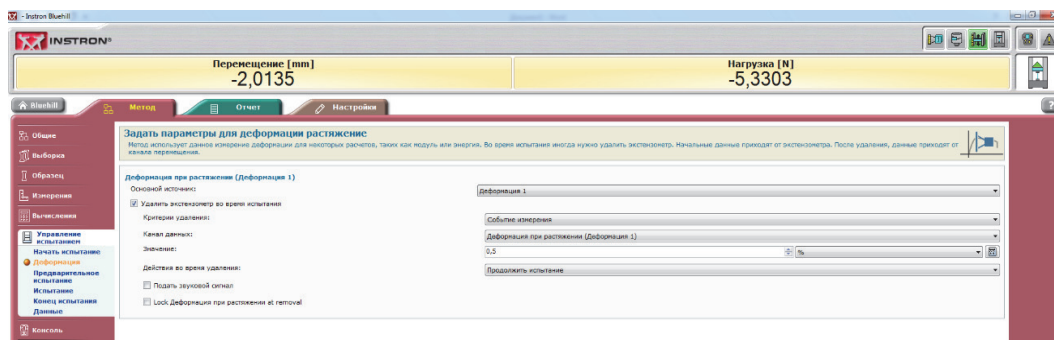 - Instron Bluehill
INSTRON®
Перемещение [mm]
-2,0135
Нагрузка [N]
-5,3303
Bluehill
Метод
Отчет
Настройки
Общие
Выборка
Образец
Измерения
Вычисления
Управление
испытанием
Начать испытание
Деформация
Предварительное
испытание
Испытание
Конец испытания
Данные
Консоль
Задать параметры для деформации растяжение
Метод использует данное измерение деформации для некоторых расчетов, таких как модуль или энергия. Во время испытания иногда нужно удалить экстензометр. Начальные данные приходят от экстензометра. После удаления, данные приходят от
канала перемещения.
Деформация при растяжении (Деформация 1)
Основной источник:
Деформация 1
Удалить экстензометр во время испытания
Критерии удаления:
Событие измерения
Канал данных:
Деформация при растяжении (Деформация 1)
Значение:
0,5
%
Действия во время удаления:
Продолжить испытание
Подать звуковой сигнал
Lock Деформация при растяжении at removal